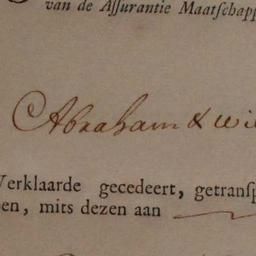 van de Aſſurantie Maatſchapp
Abraham & Wi
Verklaarde gecedeert, getranſp
en, mits dezen aan